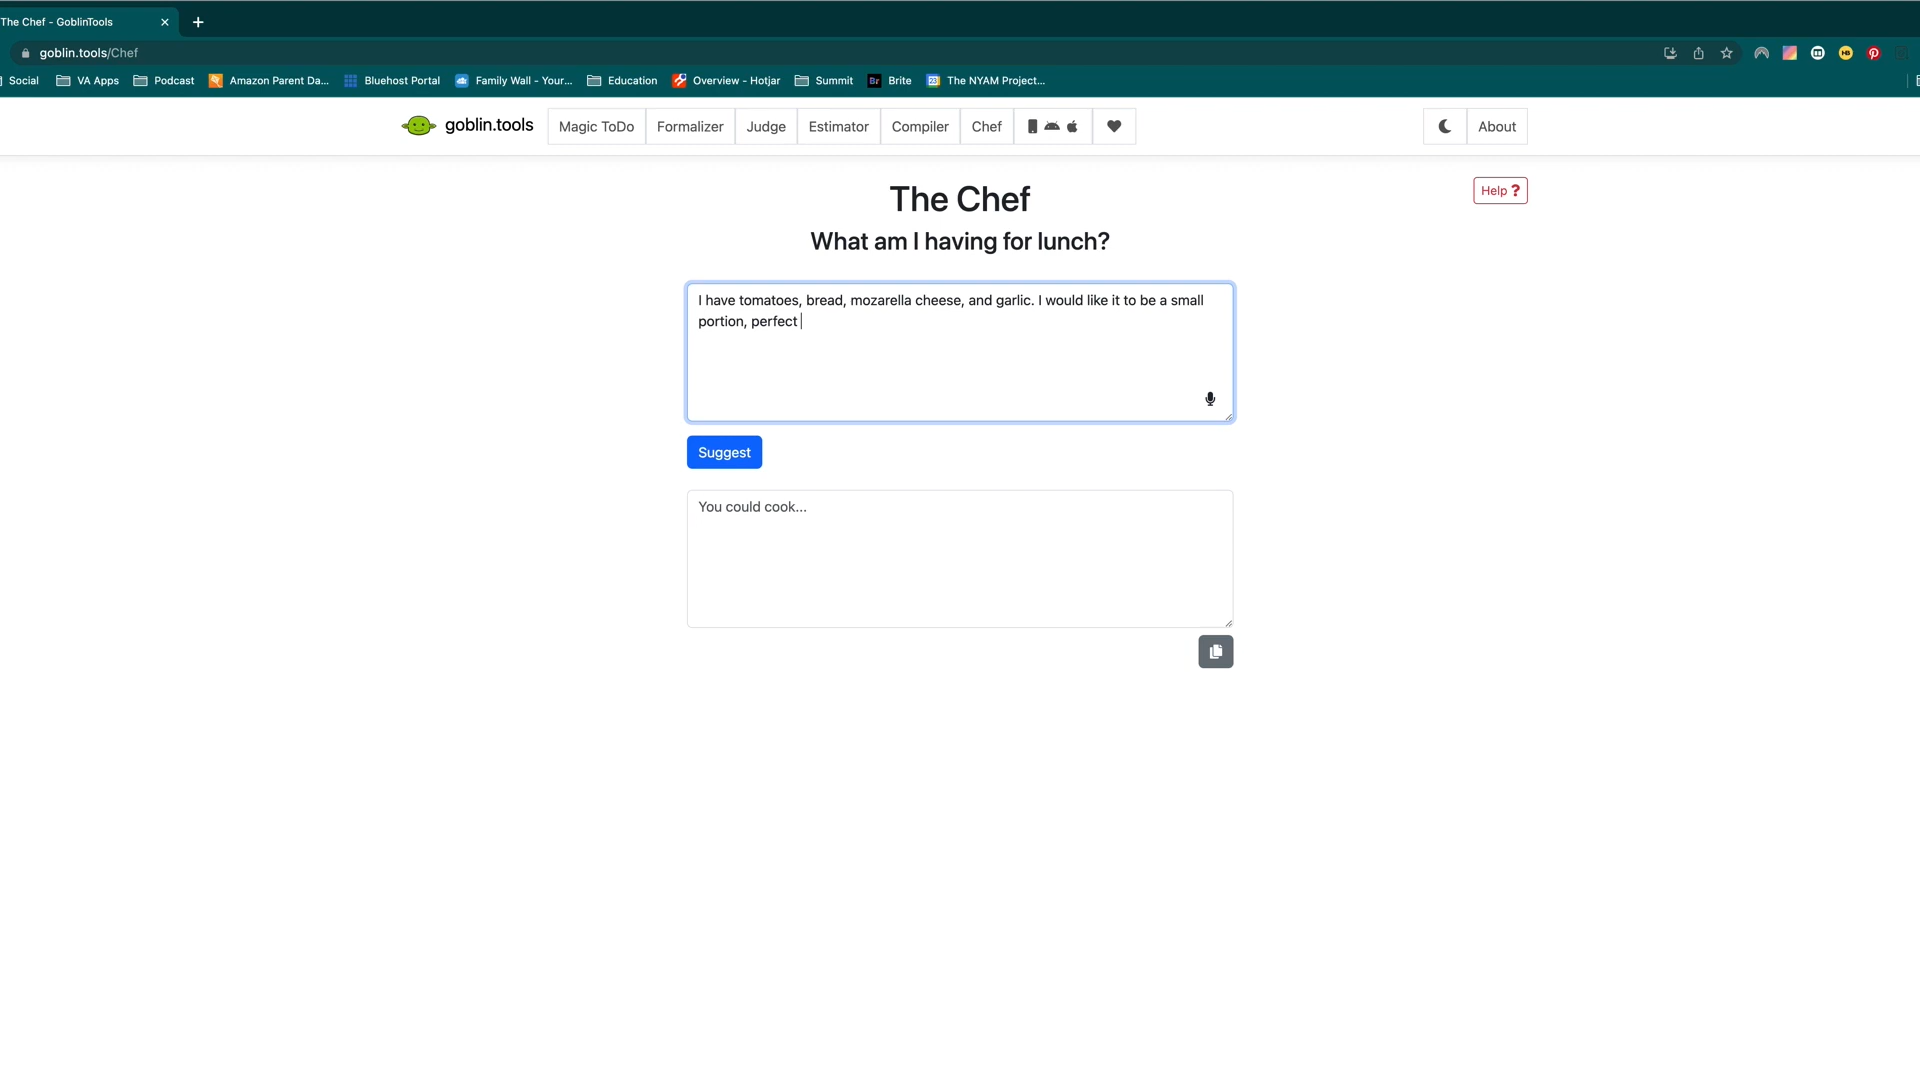 The Chef - GoblinTools
goblin.tools/Chef
Social VA Apps Podcast Amazon Parent Da... Bluehost Portal Family Wall - Your... Education Overview - Hotjar Summit Br Brite 23 The NYAM Project...
goblin.tools Magic ToDo Formalizer Judge Estimator Compiler Chef About
The Chef
Help ?
What am I having for lunch?
I have tomatoes, bread, mozarella cheese, and garlic. I would like it to be a small
portion, perfect
Suggest
You could cook...